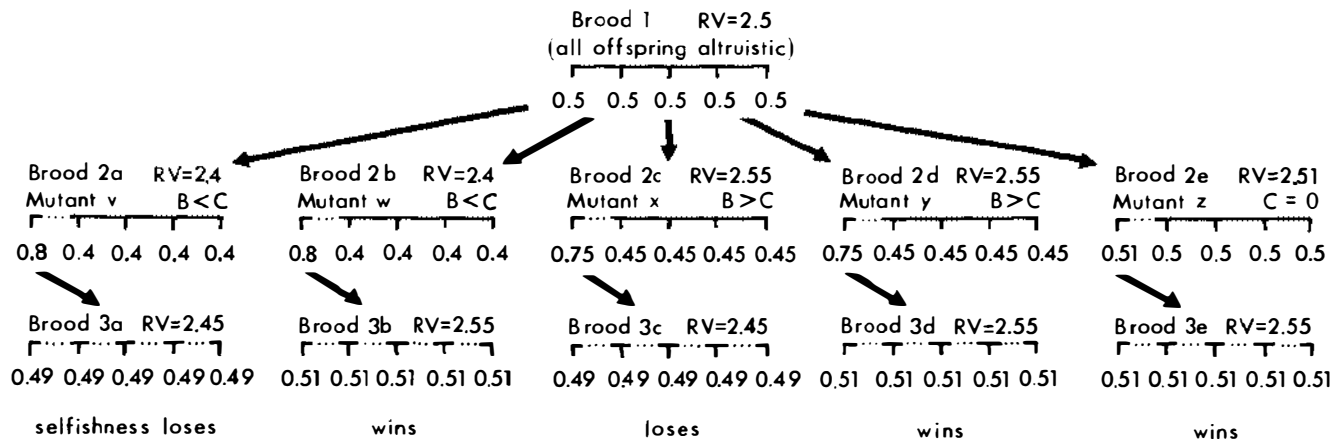 Brood 1 RV=2.5
(all offspring altruistic)
0.5 0.5 0.5 0.5 0.5
Brood 2a RV=2.4
Mutant v B<C
0.8 0.4 0.4 0.4 0.4
Brood 2b RV=2.4
Mutant w B<C
0.8 0.4 0.4 0.4 0.4
Brood 2c RV=2.55
Mutant x B>C
0.75 0.45 0.45 0.45 0.45
Brood 2d RV=2.55
Mutant y B>C
0.75 0.45 0.45 0.45 0.45
Brood 2e RV=2.51
Mutant z C=0
0.51 0.5 0.5 0.5 0.5
Brood 3a RV=2.45
0.49 0.49 0.49 0.49 0.49
Brood 3b RV=2.55
0.51 0.51 0.51 0.51 0.51
Brood 3c RV=2.45
0.49 0.49 0.49 0.49 0.49
Brood 3d RV=2.55
0.51 0.51 0.51 0.51 0.51
Brood 3e RV=2.55
0.51 0.51 0.51 0.51 0.51
selfishness loses
wins
loses
wins
wins